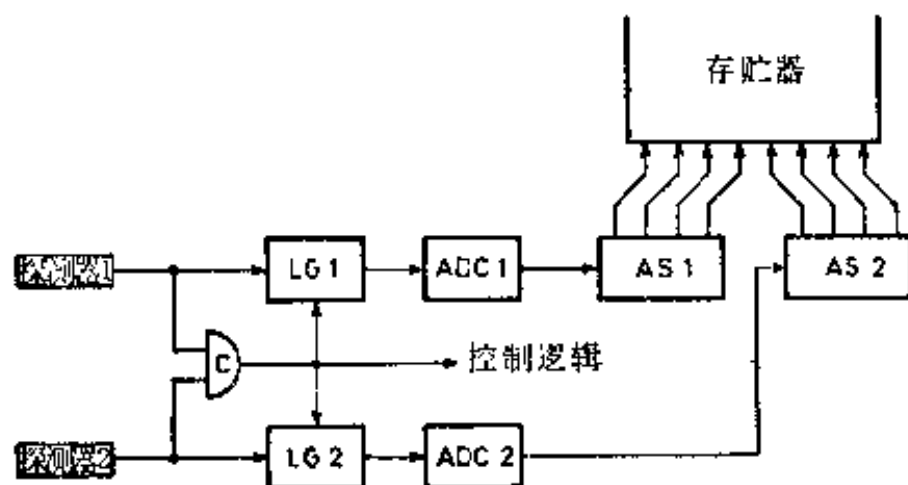 存贮器
探测器1
LG 1
ADC 1
AS 1
AS 2
C
控制逻辑
探测器2
LG 2
ADC 2